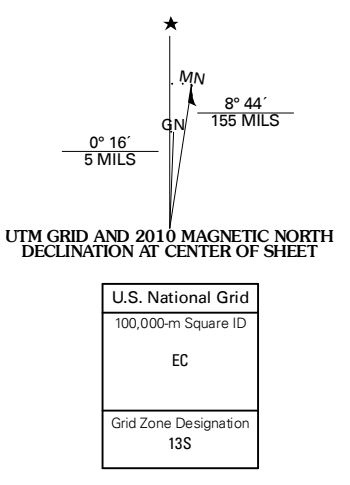 MN
8° 44´
155 MILS
GN
0° 16´
5 MILS
UTM GRID AND 2010 MAGNETIC NORTH
DECLINATION AT CENTER OF SHEET
U.S. National Grid
100,000-m Square ID
EC
Grid Zone Designation
13S